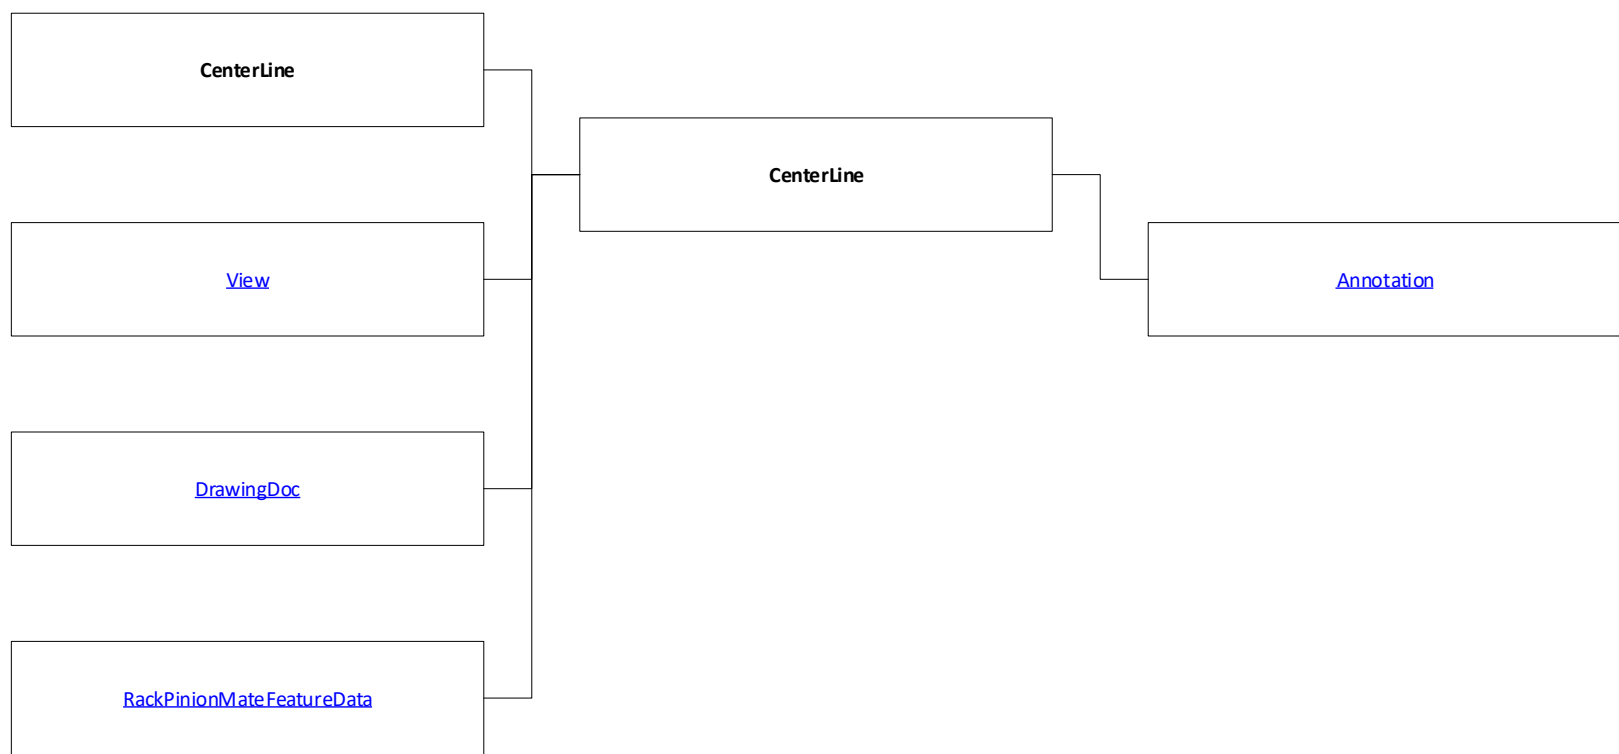 CenterLine
CenterLine
View
Annotation
DrawingDoc
RackPinionMateFeatureData